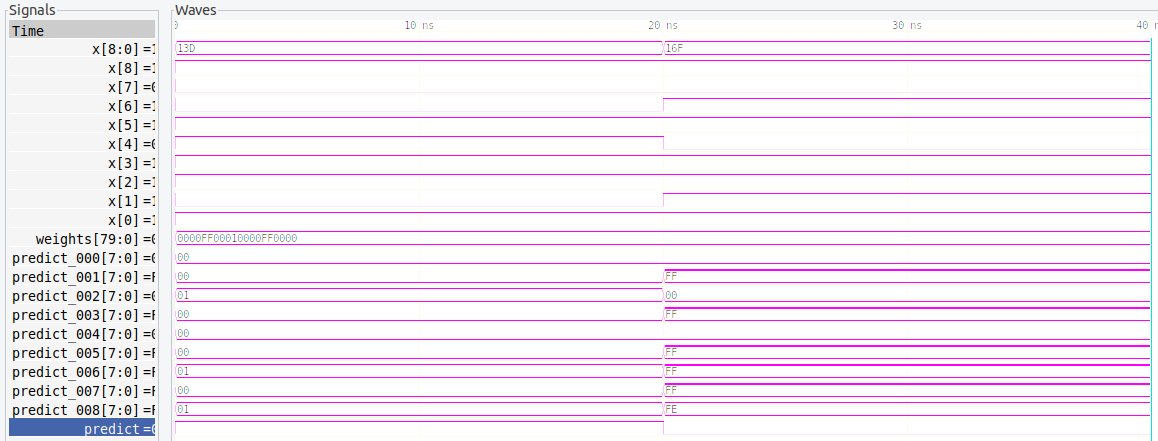 Signals
Waves
Time
0 10 ns 20 ns 30 ns 40 n
x[8:0] =1 13D 16F
x[8] =1
x[7] =0
x[6] =1
x[5] =1
x[4] =0
x[3] =1
x[2] =1
x[1] =1
x[0] =1
weights[79:0] =0 0000FF00010000FF0000
predict_000[7:0] =0 00
predict_001[7:0] =F 00 FF
predict_002[7:0] =0 01 00
predict_003[7:0] =F 00 FF
predict_004[7:0] =0 00
predict_005[7:0] =F 00 FF
predict_006[7:0] =F 01 FF
predict_007[7:0] =F 00 FF
predict_008[7:0] =F 01 FE
predict =0